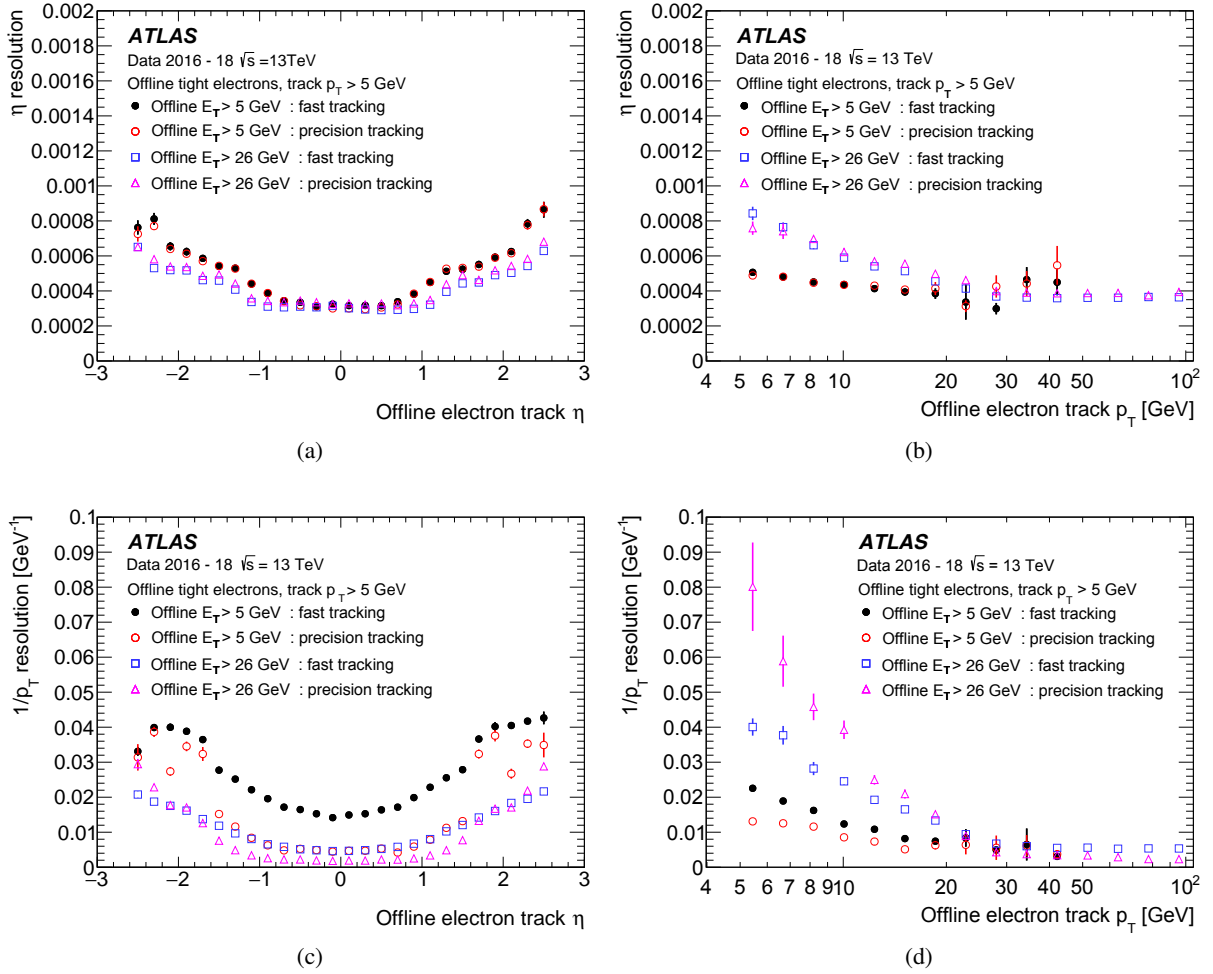 η resolution
0.002
0.0018
0.0016
0.0014
0.0012
0.001
0.0008
0.0006
0.0004
0.0002
0
ATLAS
Data 2016 - 18 √s =13TeV
Offline tight electrons, track p_T > 5 GeV
Offline E_T > 5 GeV : fast tracking
Offline E_T > 5 GeV : precision tracking
Offline E_T > 26 GeV : fast tracking
Offline E_T > 26 GeV : precision tracking
−3 −2 −1 0 1 2 3
Offline electron track η
(a)
η resolution
0.002
0.0018
0.0016
0.0014
0.0012
0.001
0.0008
0.0006
0.0004
0.0002
0
ATLAS
Data 2016 - 18 √s = 13 TeV
Offline tight electrons, track p_T > 5 GeV
Offline E_T > 5 GeV : fast tracking
Offline E_T > 5 GeV : precision tracking
Offline E_T > 26 GeV : fast tracking
Offline E_T > 26 GeV : precision tracking
4 5 6 7 8 10 20 30 40 50 10²
Offline electron track p_T [GeV]
(b)
1/p_T resolution [GeV⁻¹]
0.1
0.09
0.08
0.07
0.06
0.05
0.04
0.03
0.02
0.01
0
ATLAS
Data 2016 - 18 √s = 13 TeV
Offline tight electrons, track p_T > 5 GeV
Offline E_T > 5 GeV : fast tracking
Offline E_T > 5 GeV : precision tracking
Offline E_T > 26 GeV : fast tracking
Offline E_T > 26 GeV : precision tracking
−3 −2 −1 0 1 2 3
Offline electron track η
(c)
1/p_T resolution [GeV⁻¹]
0.1
0.09
0.08
0.07
0.06
0.05
0.04
0.03
0.02
0.01
0
ATLAS
Data 2016 - 18 √s = 13 TeV
Offline tight electrons, track p_T > 5 GeV
Offline E_T > 5 GeV : fast tracking
Offline E_T > 5 GeV : precision tracking
Offline E_T > 26 GeV : fast tracking
Offline E_T > 26 GeV : precision tracking
4 5 6 7 8 910 20 30 40 50 10²
Offline electron track p_T [GeV]
(d)